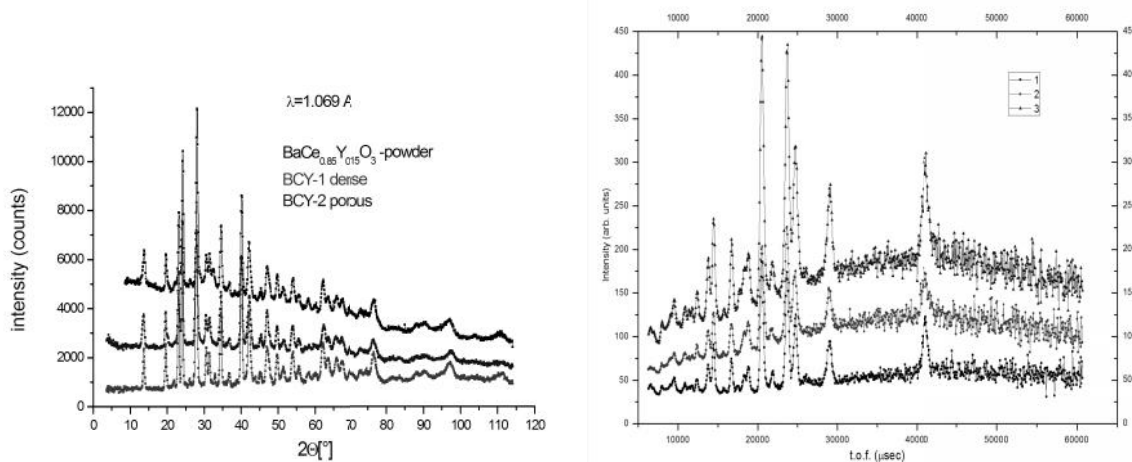 12000
10000
8000
6000
4000
2000
0
intensity (counts)
λ=1.069 A
BaCe0.85Y015O3 -powder
BCY-1 dense
BCY-2 porous
0 10 20 30 40 50 60 70 80 90 100 110 120
2Θ[°]
10000 20000 30000 40000 50000 60000
450
400
350
300
250
200
150
100
50
0
Intensity (arb. units)
1
2
3
45
40
35
30
25
20
15
10
50
0
10000 20000 30000 40000 50000 60000
t.o.f. (μsec)